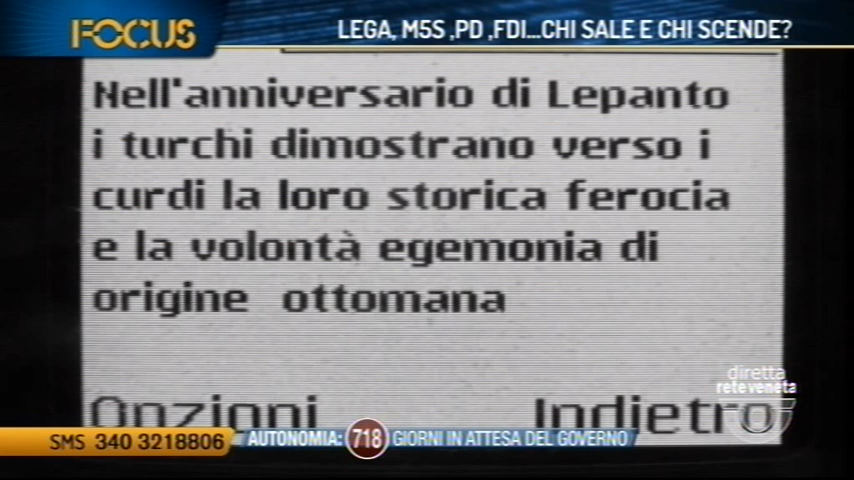 FOCUS
LEGA, M5S ,PD ,FDI...CHI SALE E CHI SCENDE?
Nell'anniversario di Lepanto
i turchi dimostrano verso i
curdi la loro storica ferocia
e la volontà egemonia di
origine ottomana
Opzioni Indietro
diretta
reteveneta
SMS 340 3218806 AUTONOMIA: 718 GIORNI IN ATTESA DEL GOVERNO